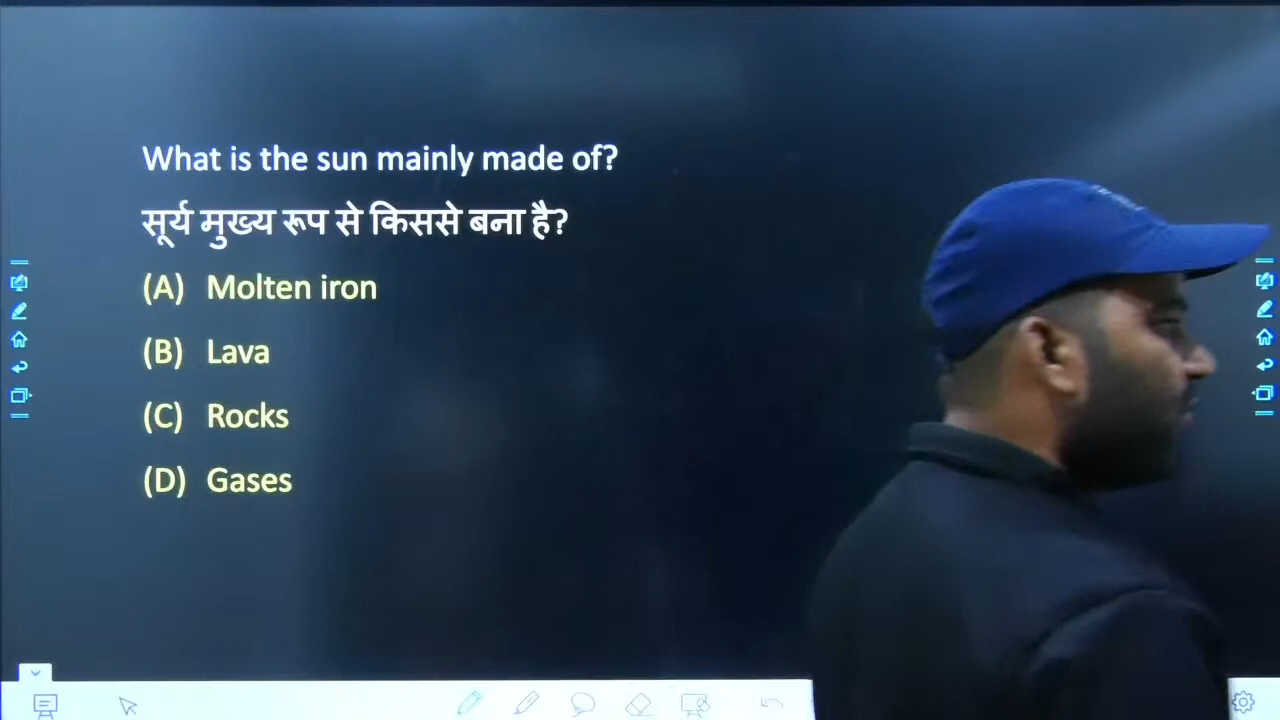 What is the sun mainly made of?
सूर्य मुख्य रूप से किससे बना है?
(A) Molten iron
(B) Lava
(C) Rocks
(D) Gases